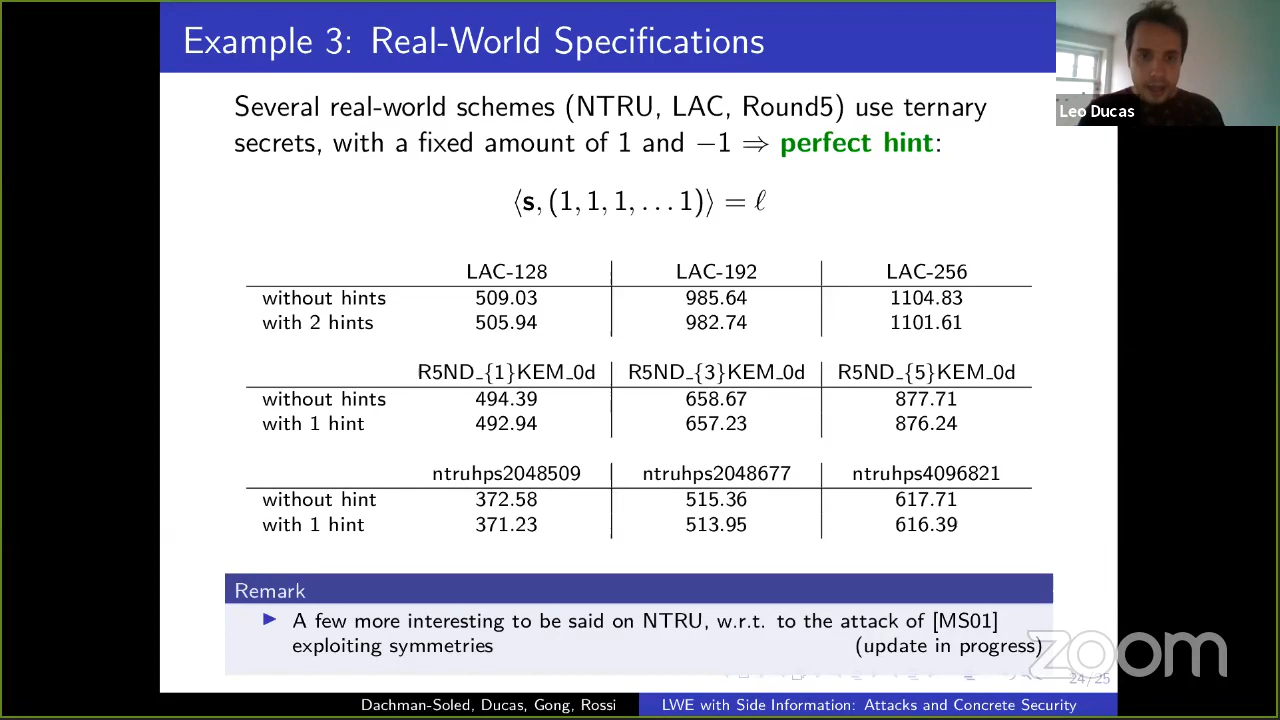 Example 3: Real-World Specifications
Leo Ducas
Several real-world schemes (NTRU, LAC, Round5) use ternary
secrets, with a fixed amount of 1 and −1 ⇒ perfect hint:
⟨s, (1, 1, 1, . . . 1)⟩ = ℓ
LAC-128 LAC-192 LAC-256
without hints 509.03 985.64 1104.83
with 2 hints 505.94 982.74 1101.61
R5ND_{1}KEM_0d R5ND_{3}KEM_0d R5ND_{5}KEM_0d
without hints 494.39 658.67 877.71
with 1 hint 492.94 657.23 876.24
ntruhps2048509 ntruhps2048677 ntruhps4096821
without hint 372.58 515.36 617.71
with 1 hint 371.23 513.95 616.39
Remark
A few more interesting to be said on NTRU, w.r.t. to the attack of [MS01]
exploiting symmetries (update in progress)
zoom
24/25
Dachman-Soled, Ducas, Gong, Rossi LWE with Side Information: Attacks and Concrete Security